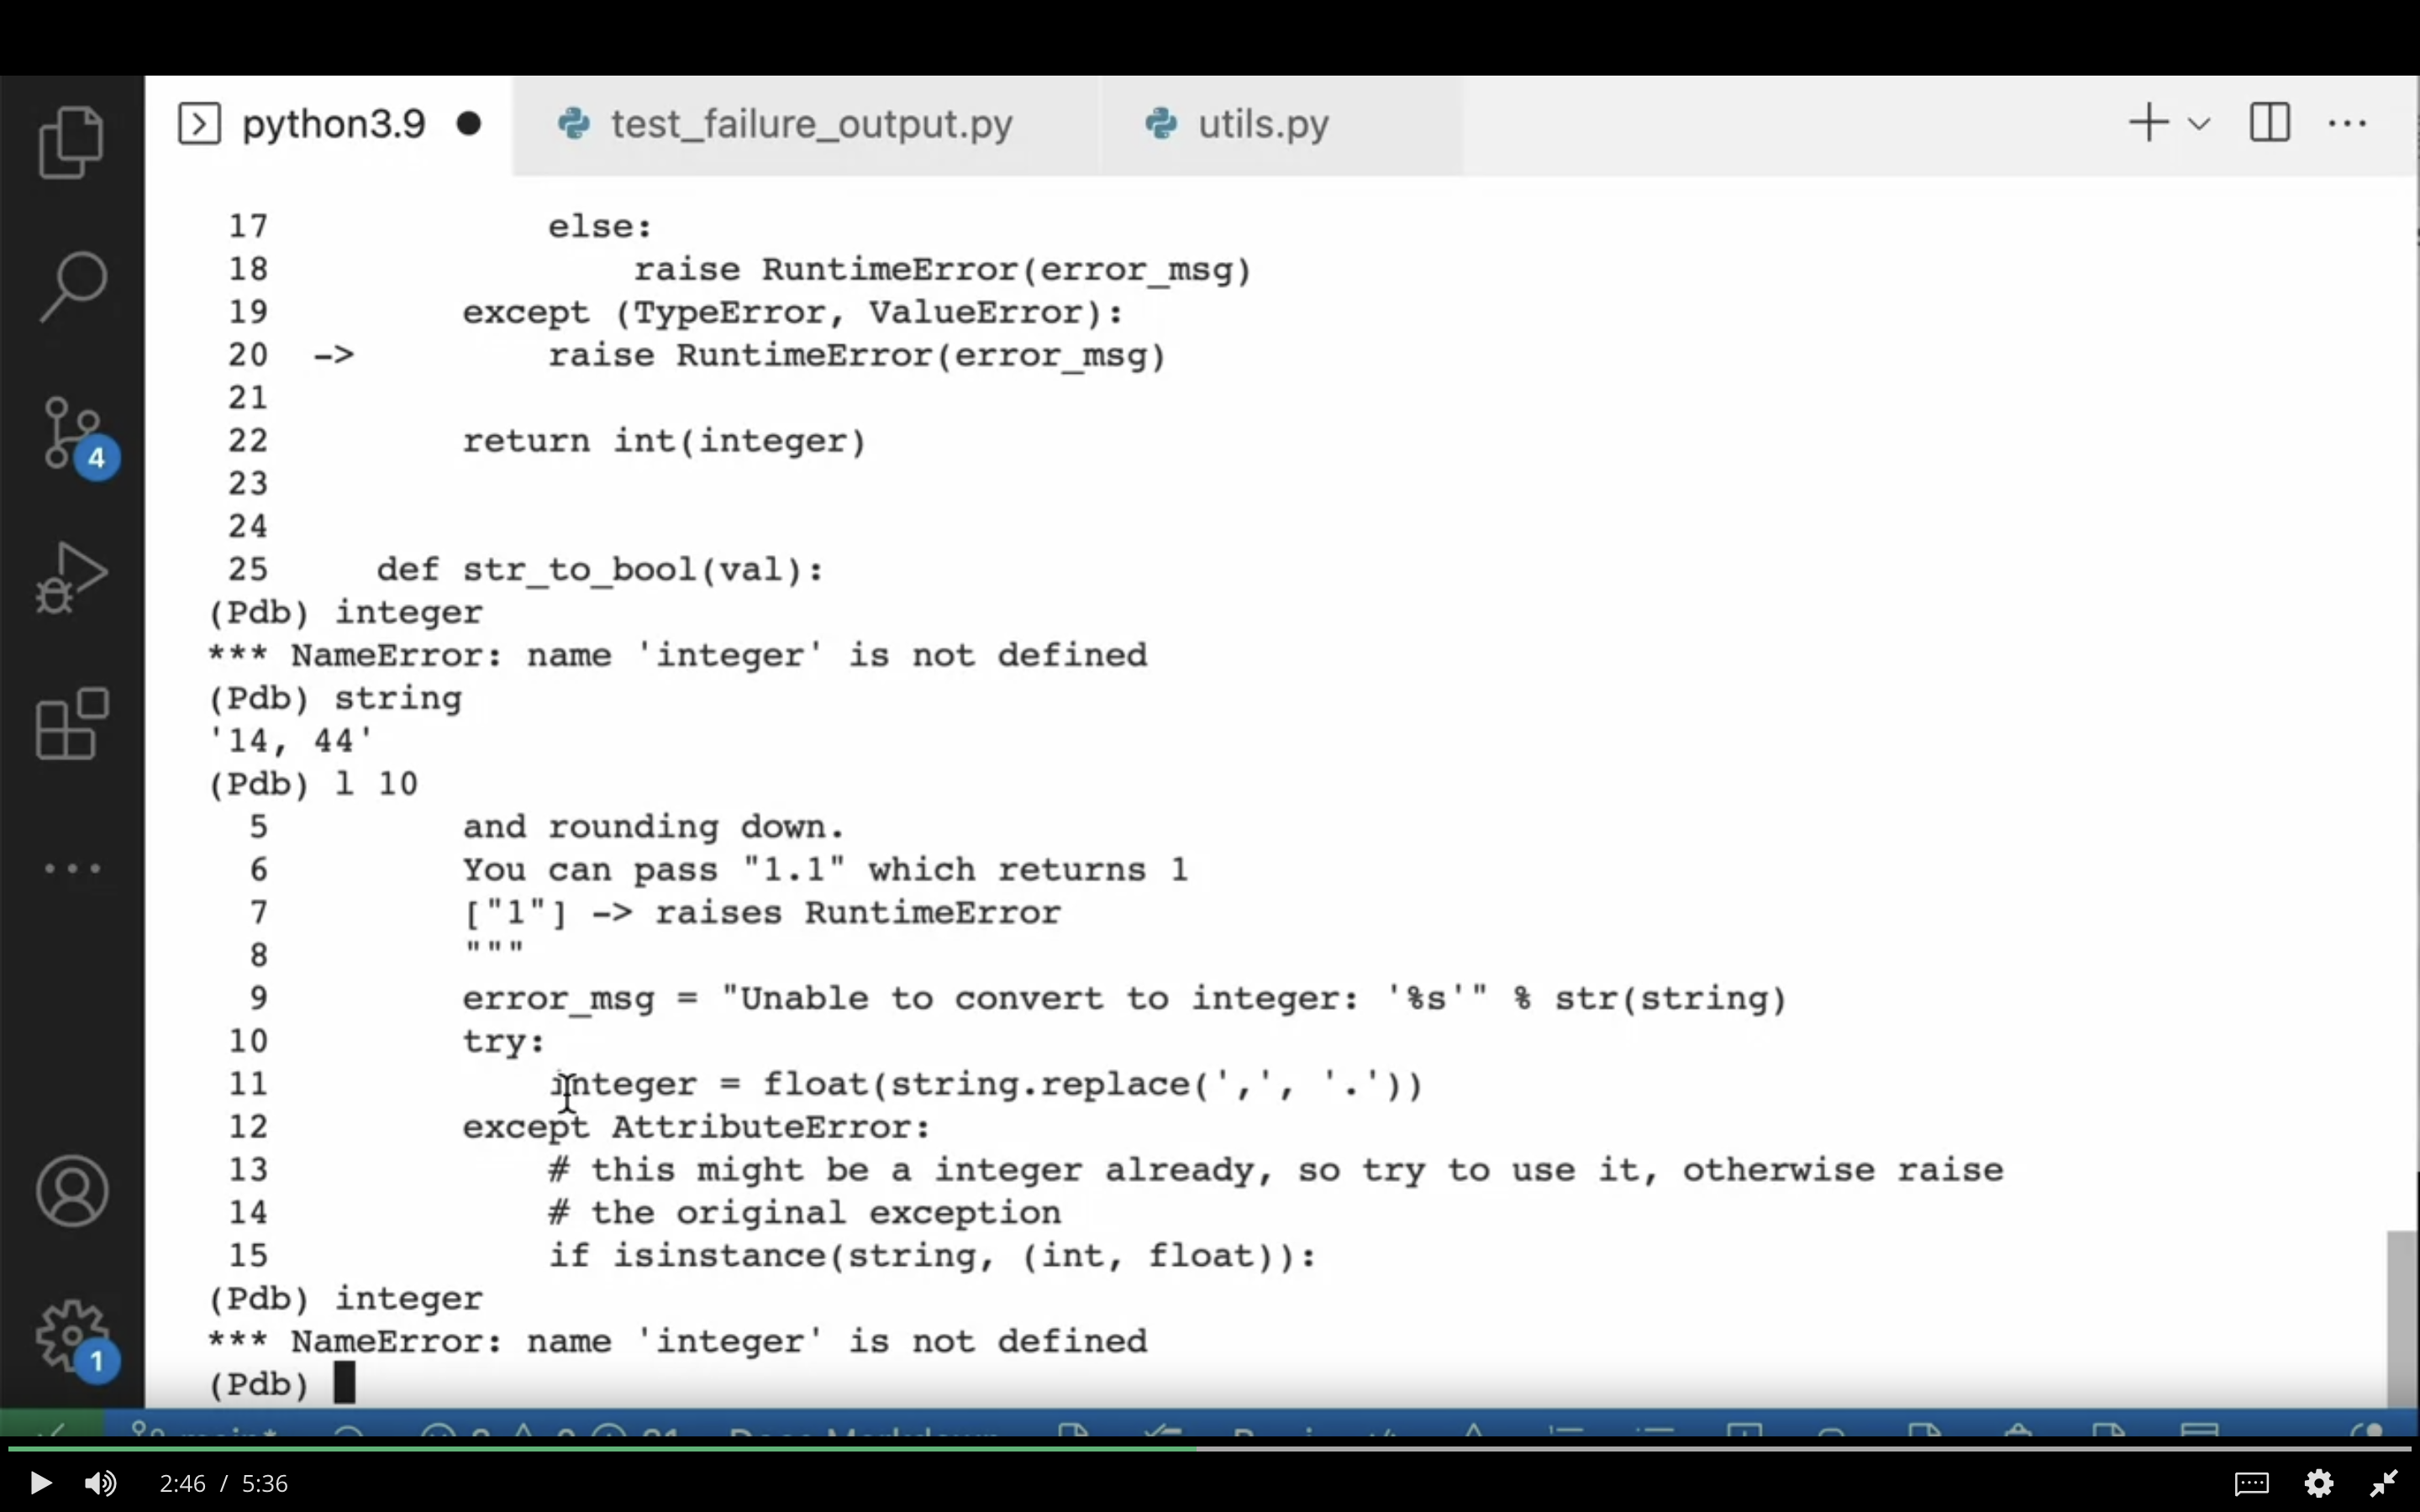 python3.9 test_failure_output.py utils.py
17 else:
18 raise RuntimeError(error_msg)
19 except (TypeError, ValueError):
20 -> raise RuntimeError(error_msg)
21
22 return int(integer)
23
24
25 def str_to_bool(val):
(Pdb) integer
*** NameError: name 'integer' is not defined
(Pdb) string
'14, 44'
(Pdb) l 10
5 and rounding down.
6 You can pass "1.1" which returns 1
7 ["1"] -> raises RuntimeError
8 """
9 error_msg = "Unable to convert to integer: '%s'" % str(string)
10 try:
11 integer = float(string.replace(',', '.'))
12 except AttributeError:
13 # this might be a integer already, so try to use it, otherwise raise
14 # the original exception
15 if isinstance(string, (int, float)):
(Pdb) integer
*** NameError: name 'integer' is not defined
(Pdb)
4
1
2:46 / 5:36